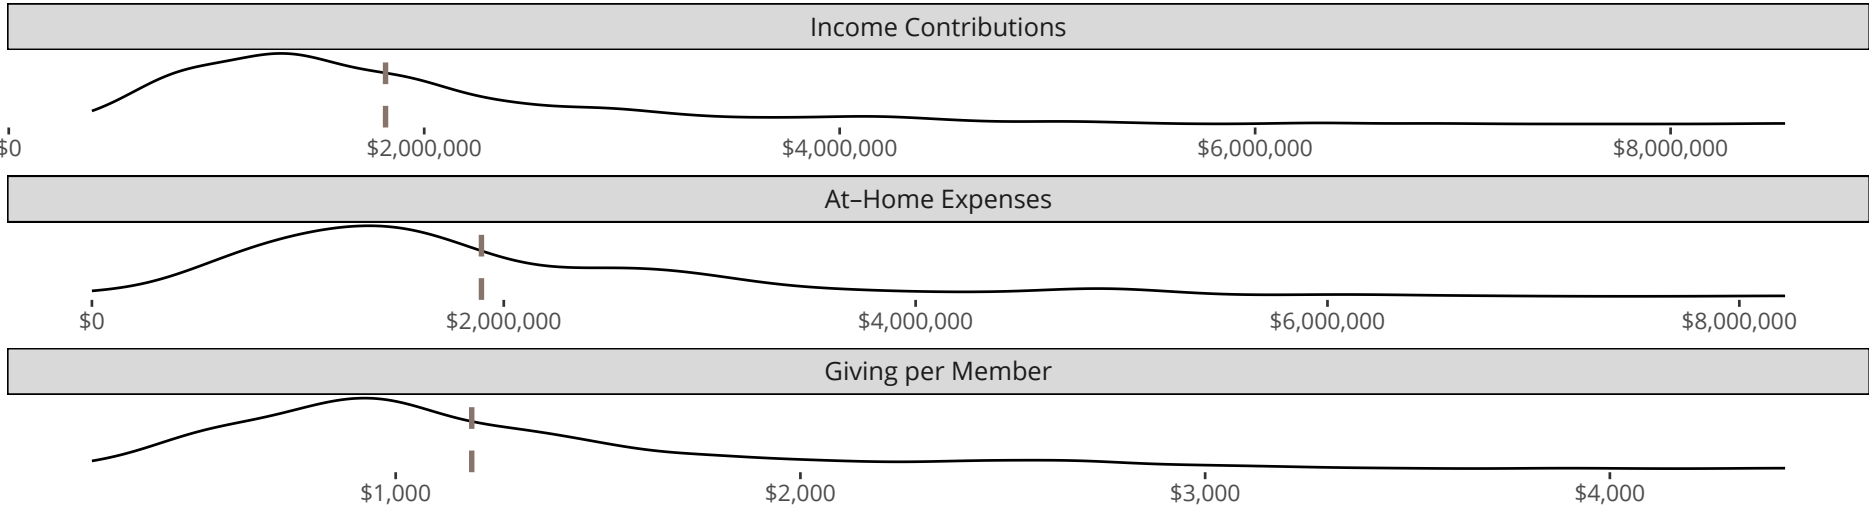 Income Contributions
$0 $2,000,000 $4,000,000 $6,000,000 $8,000,000
At–Home Expenses
$0 $2,000,000 $4,000,000 $6,000,000 $8,000,000
Giving per Member
$1,000 $2,000 $3,000 $4,000